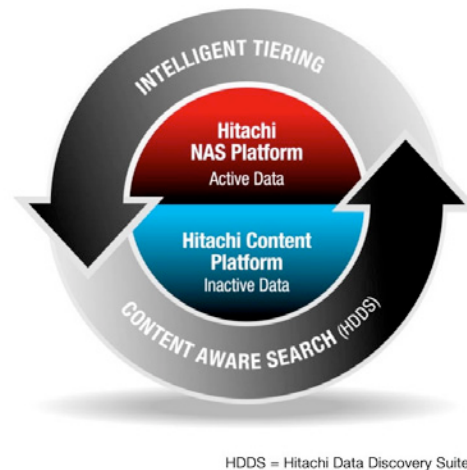 INTELLIGENT TIERING
Hitachi
NAS Platform
Active Data
Hitachi Content
Platform
Inactive Data
CONTENT AWARE SEARCH (HDDS)
HDDS = Hitachi Data Discovery Suite